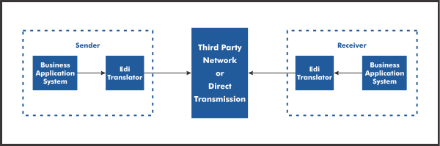 Sender
Business
Application
System
Edi
Translator
Third Party
Network
or
Direct
Transmission
Receiver
Edi
Translator
Business
Application
System